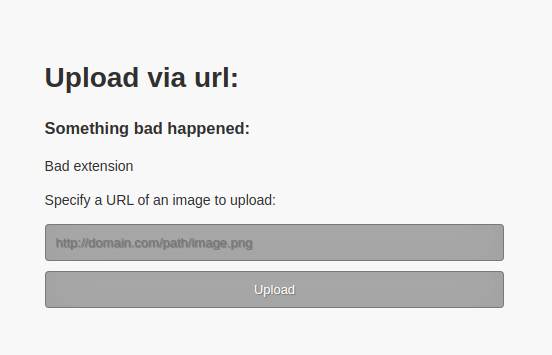 Upload via url:
Something bad happened:
Bad extension
Specify a URL of an image to upload:
http://domain.com/path/image.png
Upload